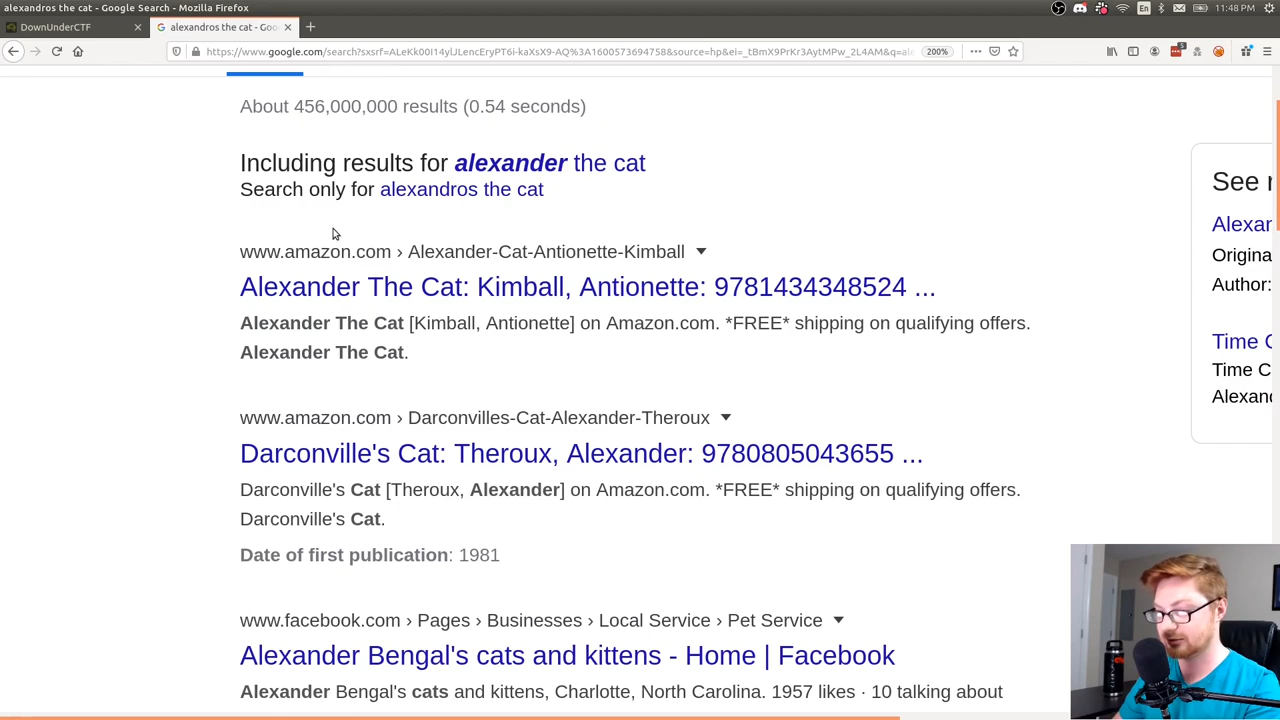 alexandros the cat - Google Search - Mozilla Firefox
En
11:48 PM
DownUnderCTF
alexandros the cat - Goo
200%
About 456,000,000 results (0.54 seconds)
Including results for alexander the cat
Search only for alexandros the cat
www.amazon.com › Alexander-Cat-Antionette-Kimball
Alexander The Cat: Kimball, Antionette: 9781434348524 ...
Alexander The Cat [Kimball, Antionette] on Amazon.com. *FREE* shipping on qualifying offers.
Alexander The Cat.
www.amazon.com › Darconvilles-Cat-Alexander-Theroux
Darconville's Cat: Theroux, Alexander: 9780805043655 ...
Darconville's Cat [Theroux, Alexander] on Amazon.com. *FREE* shipping on qualifying offers.
Darconville's Cat.
Date of first publication: 1981
www.facebook.com › Pages › Businesses › Local Service › Pet Service
Alexander Bengal's cats and kittens - Home | Facebook
Alexander Bengal's cats and kittens, Charlotte, North Carolina. 1957 likes · 10 talking about
See r
Alexan
Origina
Author:
Time C
Time C
Alexand